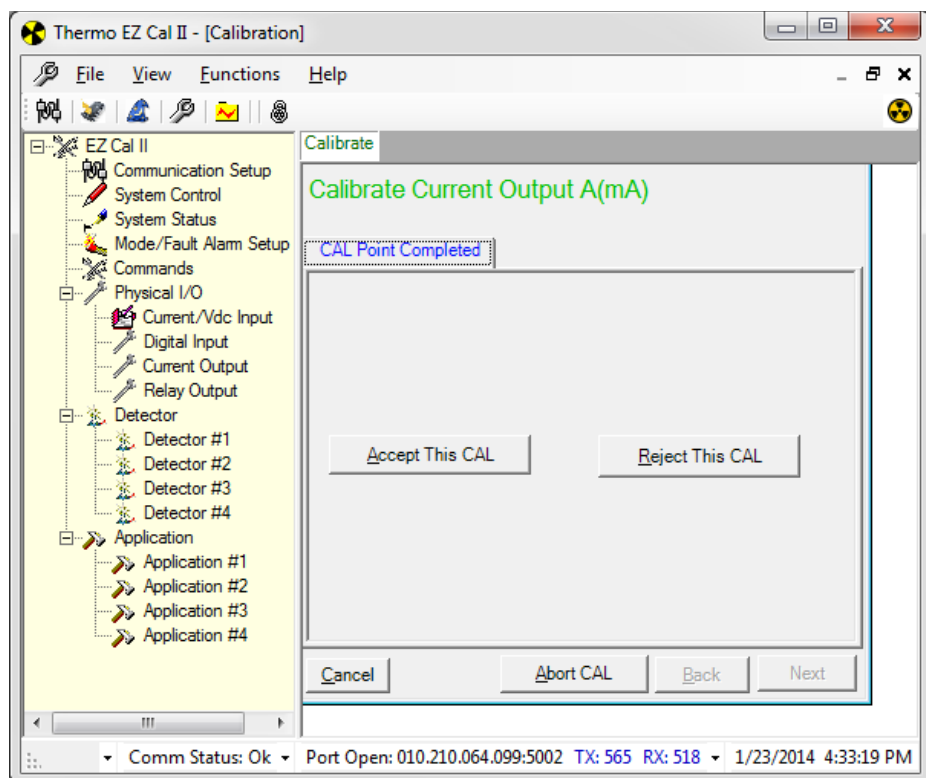 Thermo EZ Cal II - [Calibration]
File View Functions Help
EZ Cal II
Communication Setup
System Control
System Status
Mode/Fault Alarm Setup
Commands
Physical I/O
Current/Vdc Input
Digital Input
Current Output
Relay Output
Detector
Detector #1
Detector #2
Detector #3
Detector #4
Application
Application #1
Application #2
Application #3
Application #4
Calibrate
Calibrate Current Output A(mA)
CAL Point Completed
Accept This CAL Reject This CAL
Cancel Abort CAL Back Next
Comm Status: Ok Port Open: 010.210.064.099:5002 TX: 565 RX: 518 1/23/2014 4:33:19 PM